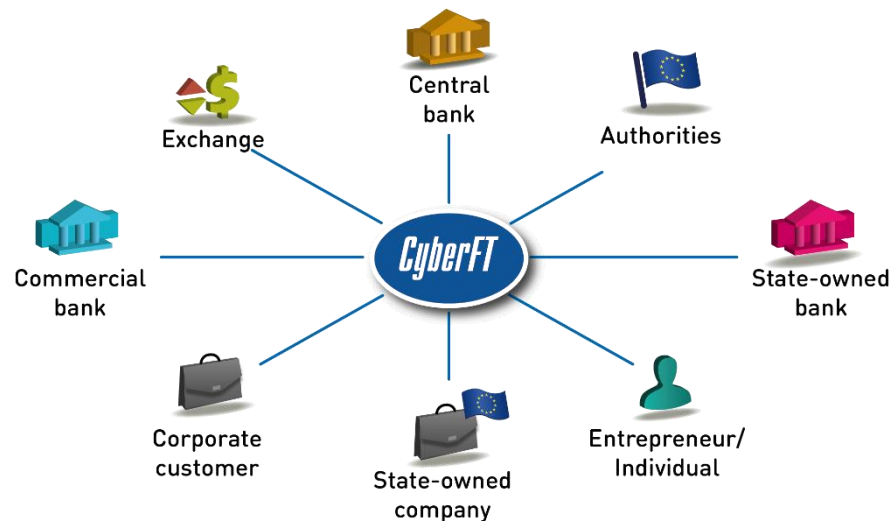 Central
bank
Authorities
Exchange
CyberFT
Commercial
bank
State-owned
bank
Corporate
customer
State-owned
company
Entrepreneur/
Individual